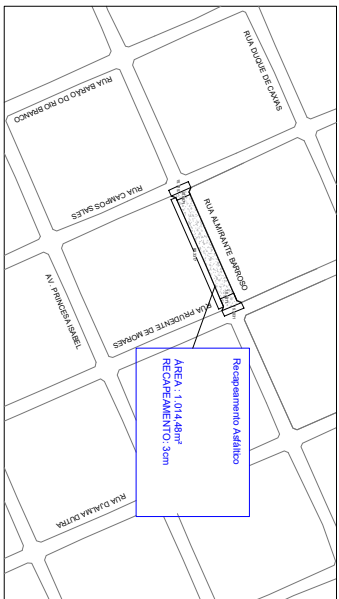 RUA DUQUE DE CAXIAS
RUA BARÃO DO RIO BRANCO
RUA ALMIRANTE BARROSO
RUA CAMPOS SALES
RUA PRUDENTE DE MORAES
AV. PRINCESA ISABEL
RUA DJALMA DUTRA
Recapeamento Asfáltico
ÁREA : 1.014,48m²
RECAPEAMENTO: 3cm